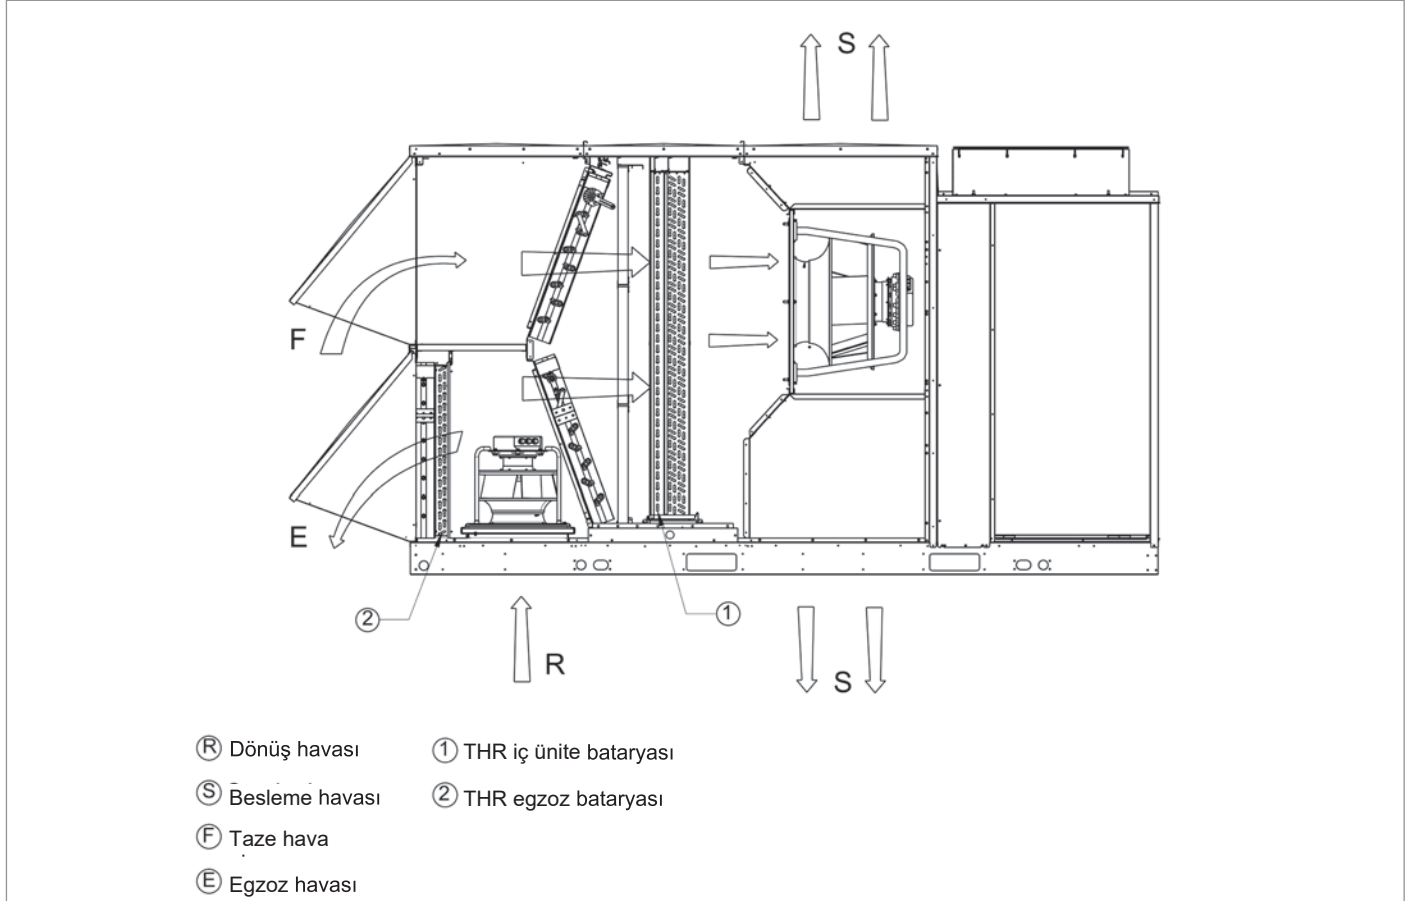 S
F
E
2
1
R
S
R Dönüş havası
1 THR iç ünite bataryası
S Besleme havası
2 THR egzoz bataryası
F Taze hava
E Egzoz havası